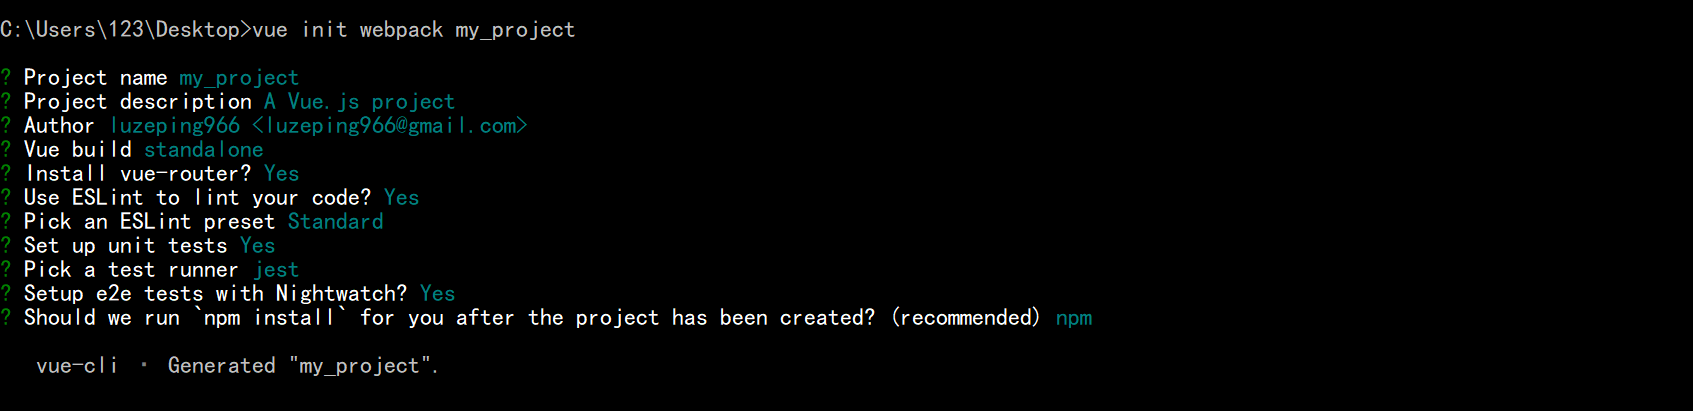 C:\Users\123\Desktop>vue init webpack my_project
? Project name my_project
? Project description A Vue.js project
? Author luzeping966 <luzeping966@gmail.com>
? Vue build standalone
? Install vue-router? Yes
? Use ESLint to lint your code? Yes
? Pick an ESLint preset Standard
? Set up unit tests Yes
? Pick a test runner jest
? Setup e2e tests with Nightwatch? Yes
? Should we run `npm install` for you after the project has been created? (recommended) npm
vue-cli · Generated "my_project".